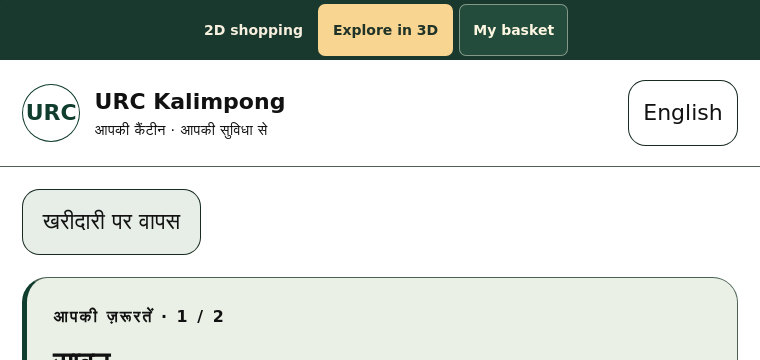 2D shopping Explore in 3D My basket
URC
URC Kalimpong
आपकी कैंटीन · आपकी सुविधा से
English
खरीदारी पर वापस
आपकी ज़रूरतें · 1 / 2